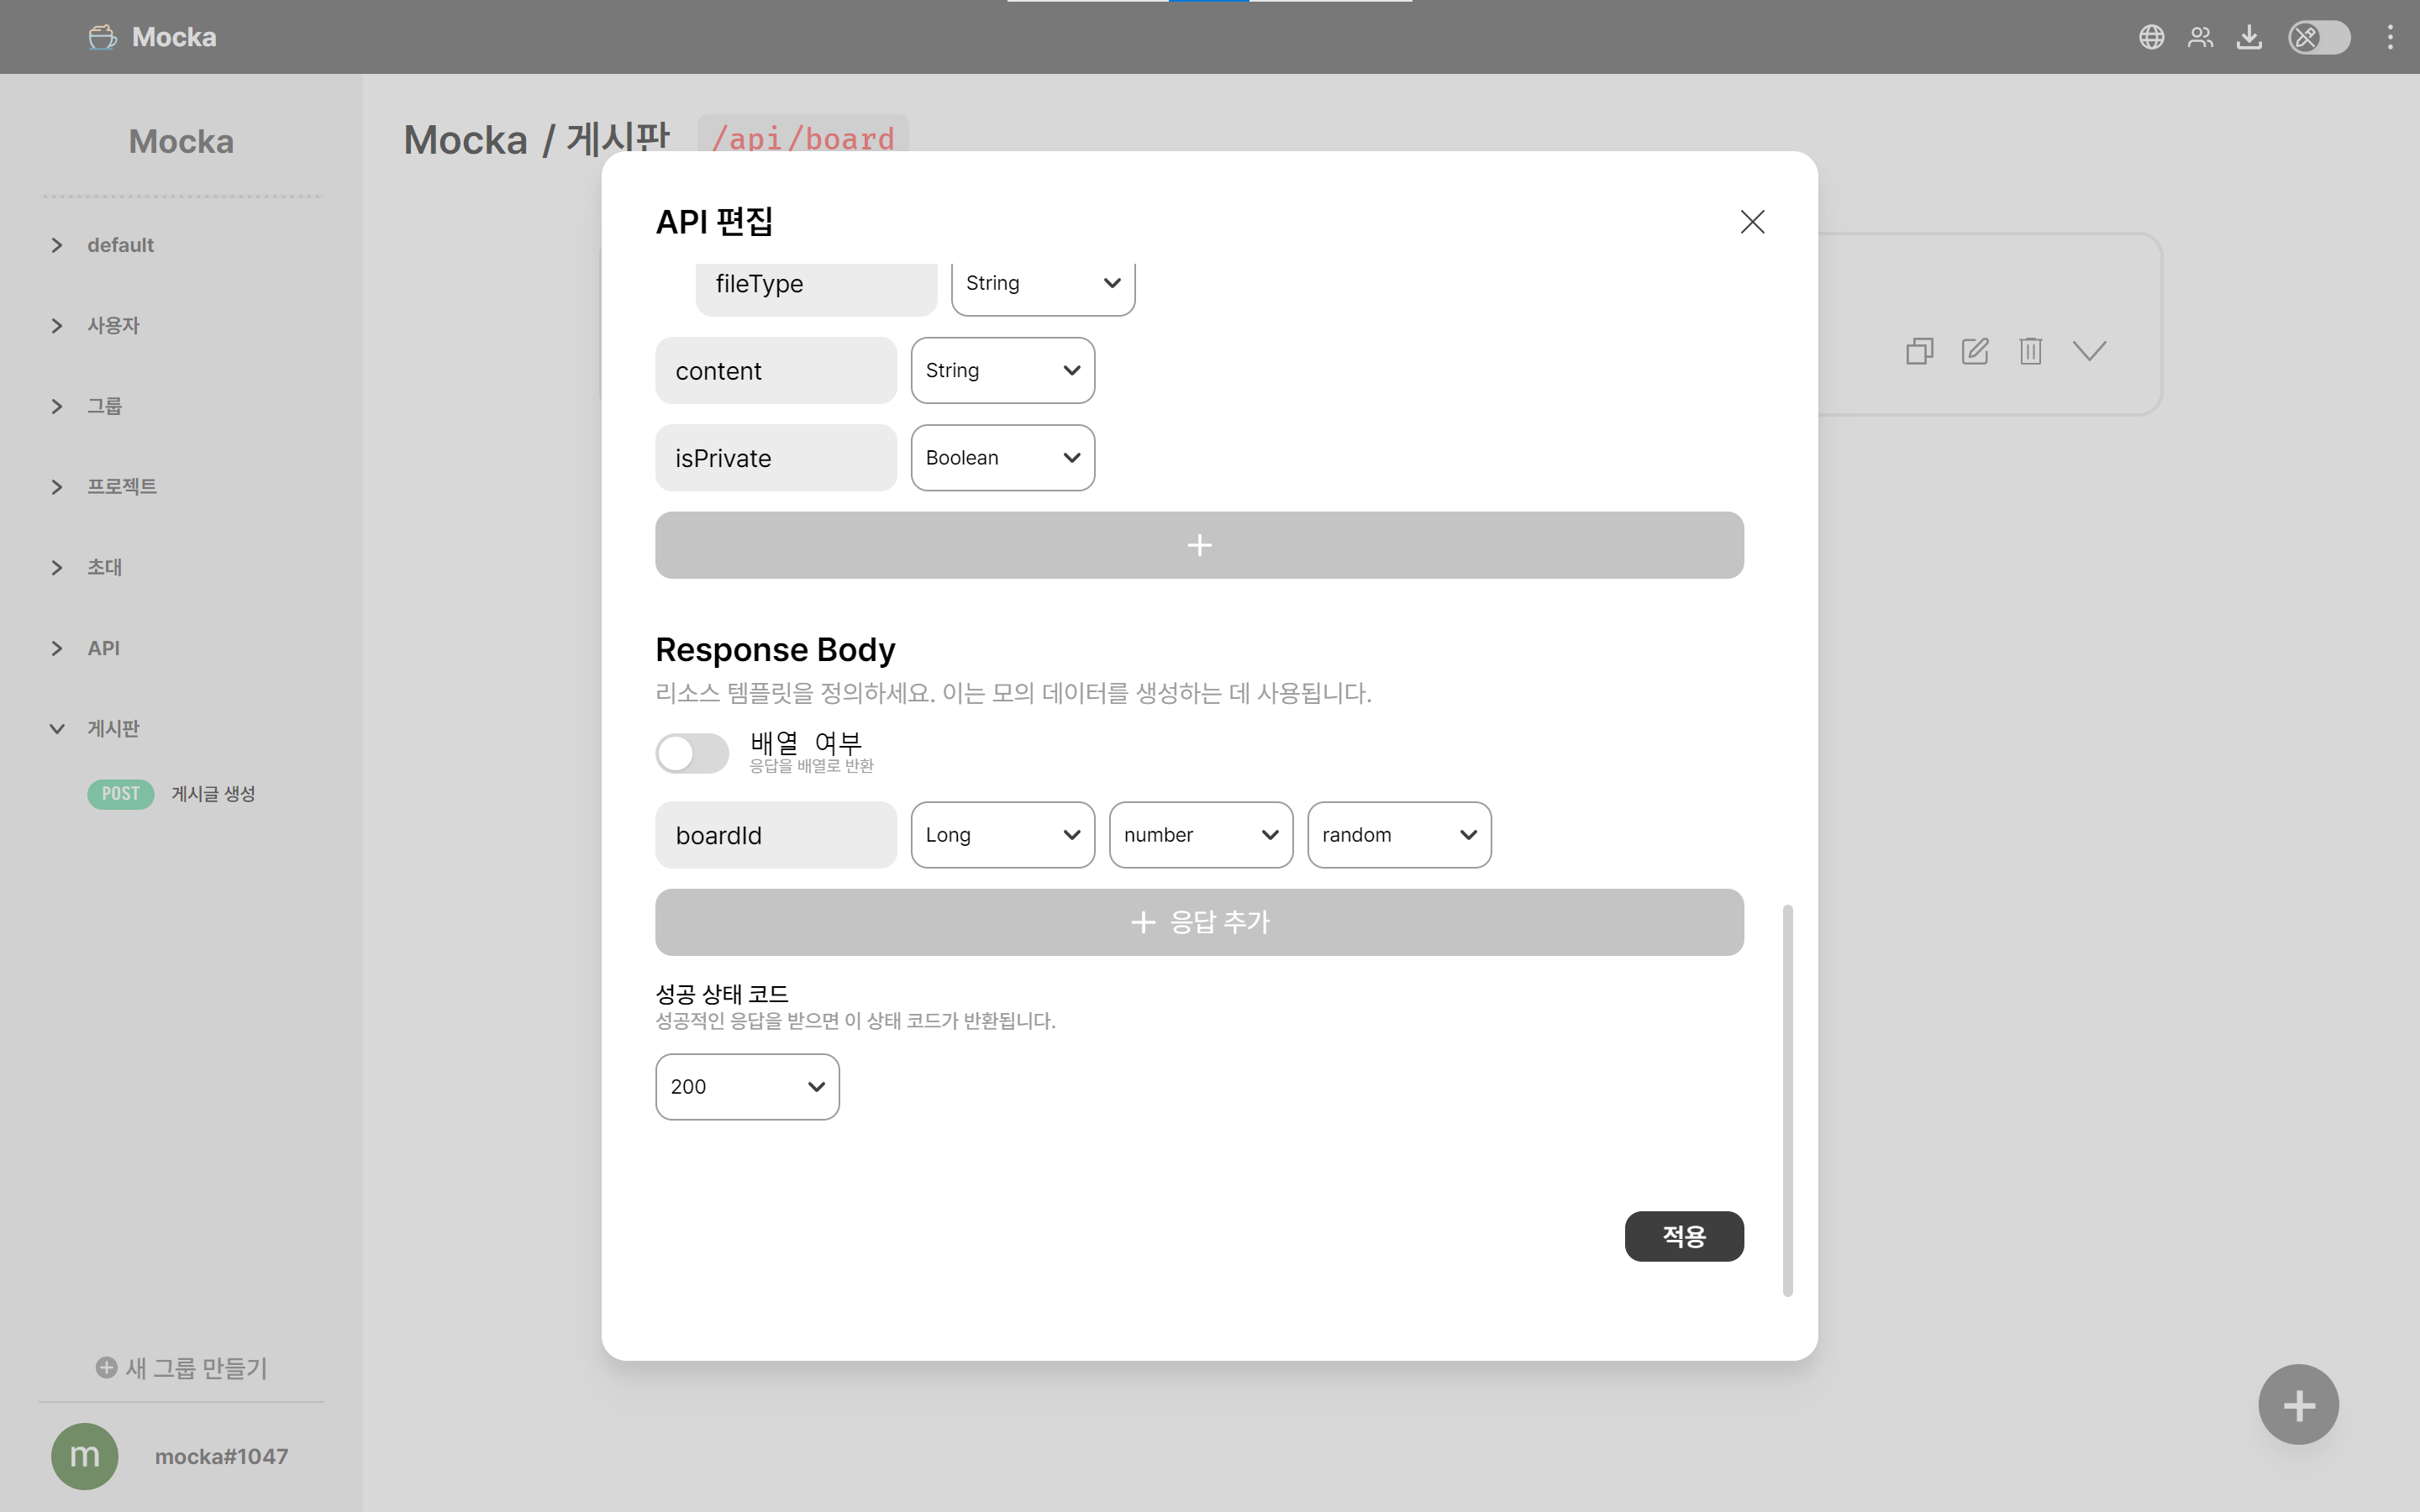 Mocka
Mocka
default
사용자
그룹
프로젝트
초대
API
게시판
POST 게시글 생성
새 그룹 만들기
m mocka#1047
Mocka / 게시판 /api/board
API 편집
fileType String
content String
isPrivate Boolean
Response Body
리소스 템플릿을 정의하세요. 이는 모의 데이터를 생성하는 데 사용됩니다.
배열 여부
응답을 배열로 반환
boardId Long number random
+ 응답 추가
성공 상태 코드
성공적인 응답을 받으면 이 상태 코드가 반환됩니다.
200
적용